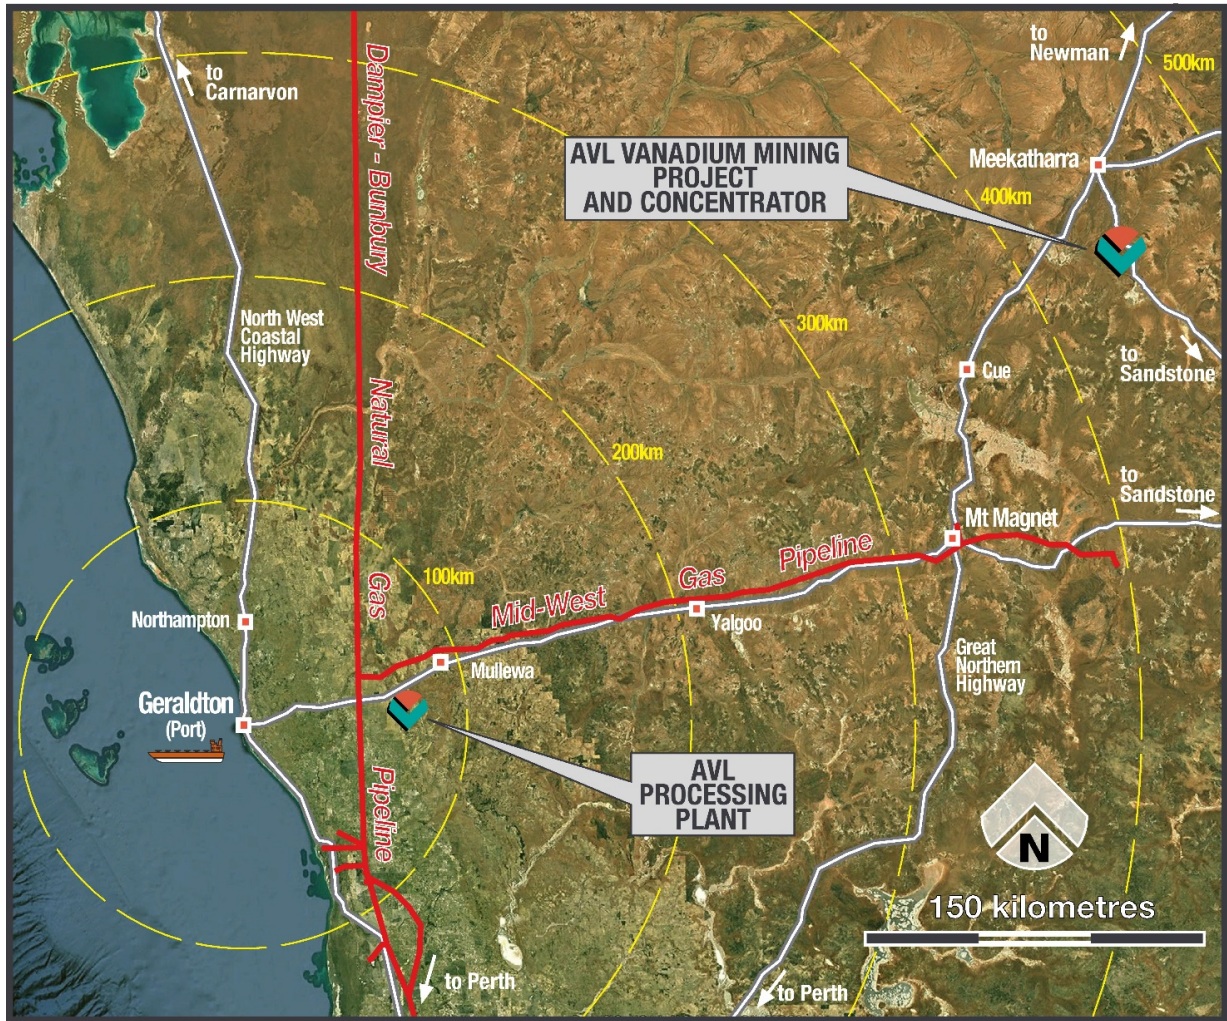 to
Newman
500km
to
Carnarvon
Dampier - Bunbury
Natural
Gas
Pipeline
AVL VANADIUM MINING
PROJECT
AND CONCENTRATOR
Meekatharra
400km
North West
Coastal
Highway
300km
to
Sandstone
Cue
200km
to
Sandstone
Mt Magnet
100km
Mid-West
Gas
Pipeline
Northampton
Yalgoo
Mullewa
Great
Northern
Highway
Geraldton
(Port)
AVL
PROCESSING
PLANT
N
150 kilometres
to Perth
to Perth